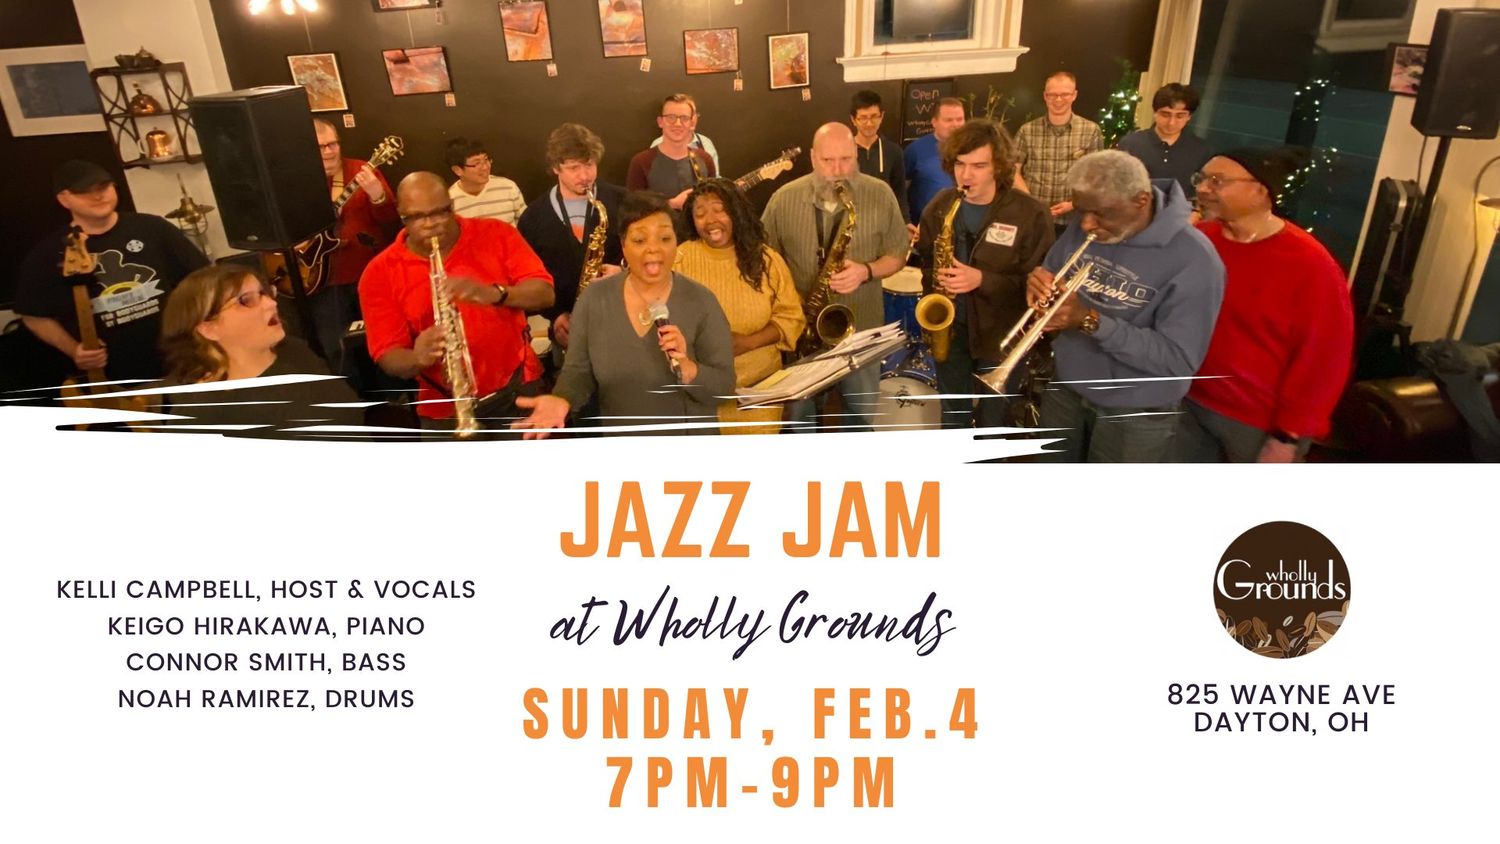 OPEN
KELLI CAMPBELL, HOST & VOCALS
KEIGO HIRAKAWA, PIANO
CONNOR SMITH, BASS
NOAH RAMIREZ, DRUMS
JAZZ JAM
at Wholly Grounds
SUNDAY, FEB.4
7PM-9PM
wholly
Grounds
825 WAYNE AVE
DAYTON, OH